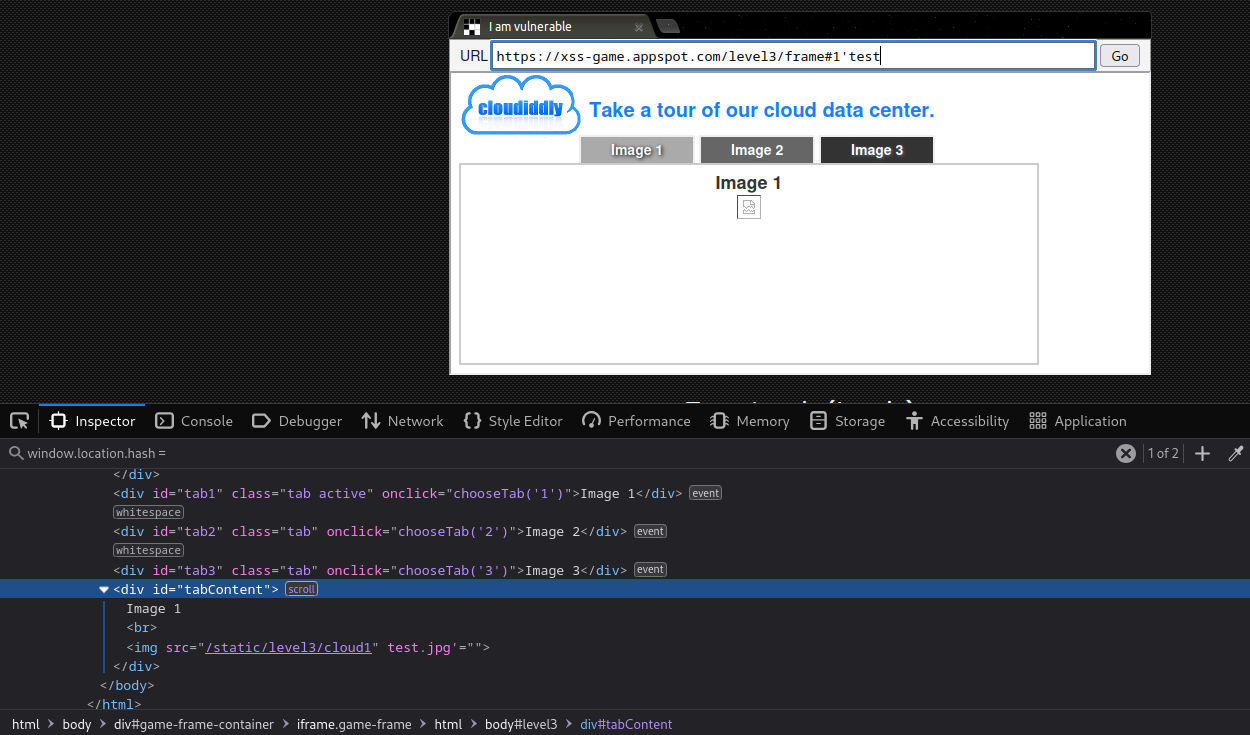 I am vulnerable
URL https://xss-game.appspot.com/level3/frame#1'test Go
cloudiddly Take a tour of our cloud data center.
Image 1 Image 2 Image 3
Image 1
Inspector Console Debugger Network Style Editor Performance Memory Storage Accessibility Application
window.location.hash = 1 of 2
</div>
<div id="tab1" class="tab active" onclick="chooseTab('1')">Image 1</div> event
whitespace
<div id="tab2" class="tab" onclick="chooseTab('2')">Image 2</div> event
whitespace
<div id="tab3" class="tab" onclick="chooseTab('3')">Image 3</div> event
<div id="tabContent"> scroll
Image 1
<br>
<img src="/static/level3/cloud1" test.jpg'="">
</div>
</body>
</html>
html body div#game-frame-container iframe.game-frame html body#level3 div#tabContent